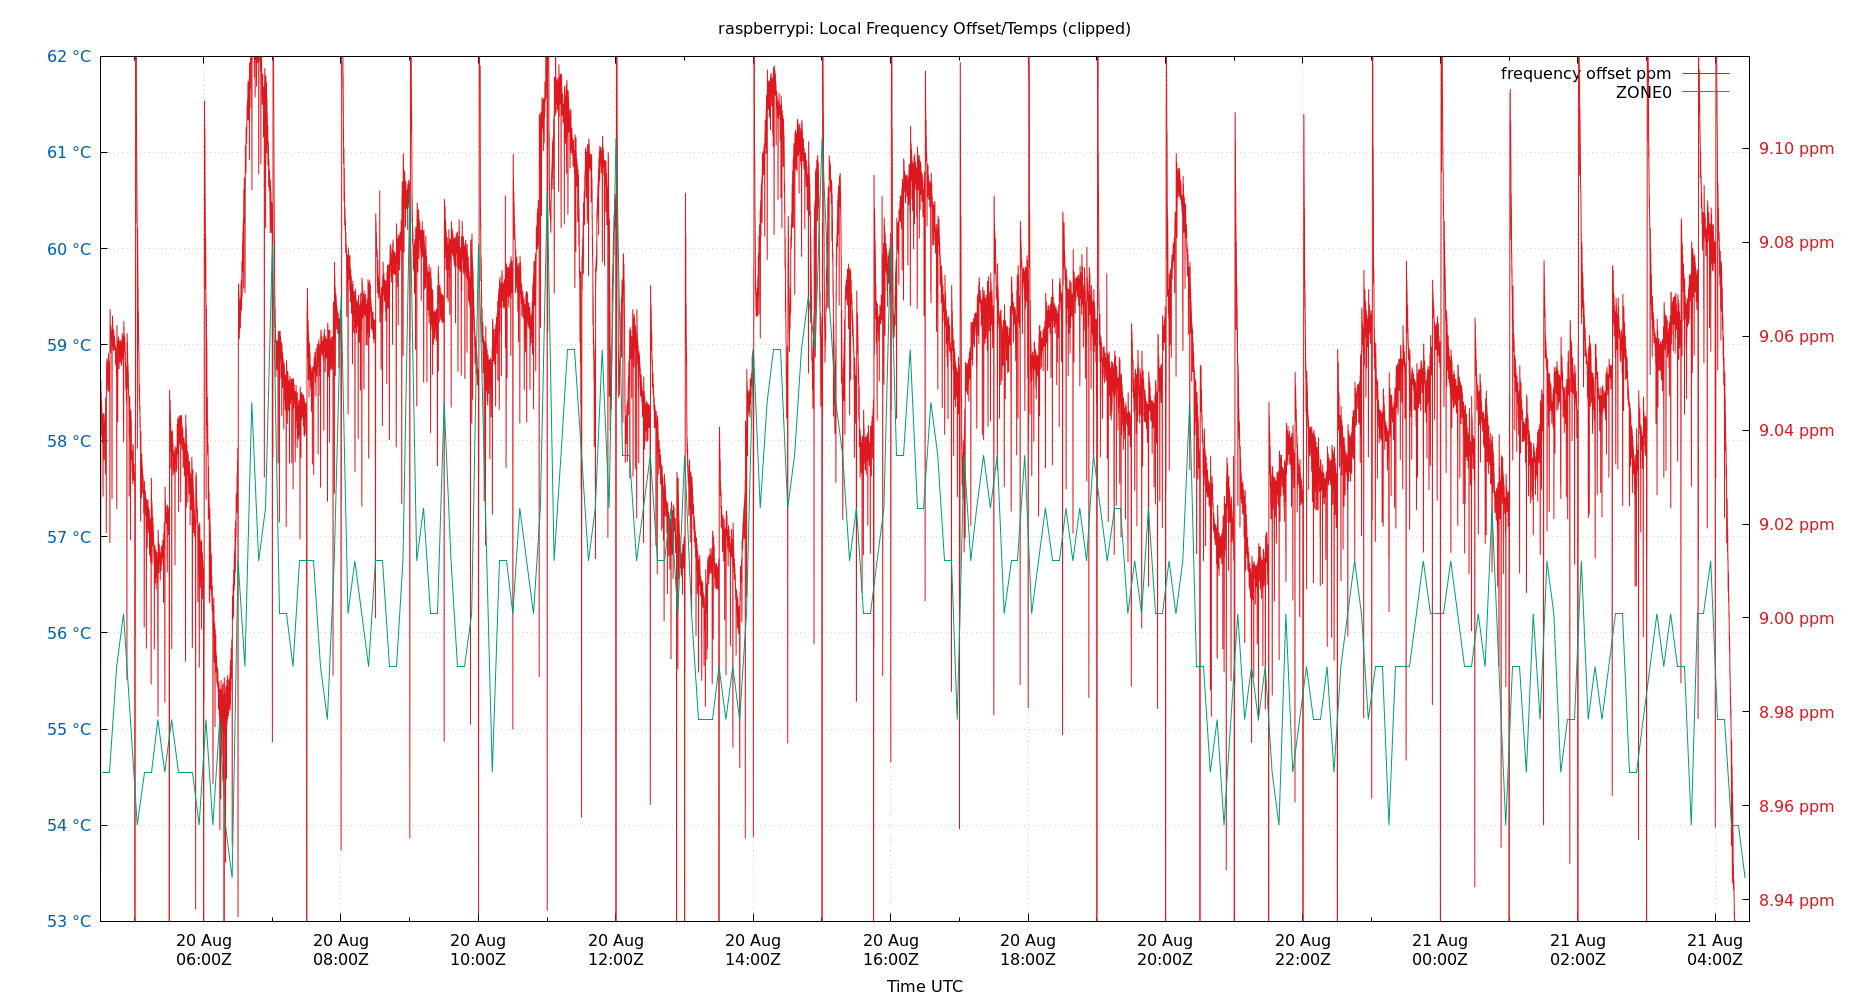 raspberrypi: Local Frequency Offset/Temps (clipped)
62 °C
61 °C
60 °C
59 °C
58 °C
57 °C
56 °C
55 °C
54 °C
53 °C
frequency offset ppm
ZONE0
9.10 ppm
9.08 ppm
9.06 ppm
9.04 ppm
9.02 ppm
9.00 ppm
8.98 ppm
8.96 ppm
8.94 ppm
20 Aug 20 Aug 20 Aug 20 Aug 20 Aug 20 Aug 20 Aug 20 Aug 20 Aug 21 Aug 21 Aug 21 Aug
06:00Z 08:00Z 10:00Z 12:00Z 14:00Z 16:00Z 18:00Z 20:00Z 22:00Z 00:00Z 02:00Z 04:00Z
Time UTC